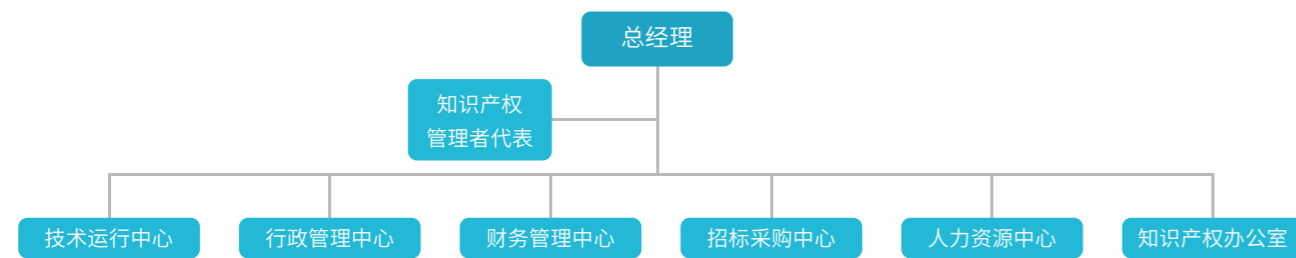 总经理
知识产权
管理者代表
技术运行中心
行政管理中心
财务管理中心
招标采购中心
人力资源中心
知识产权办公室